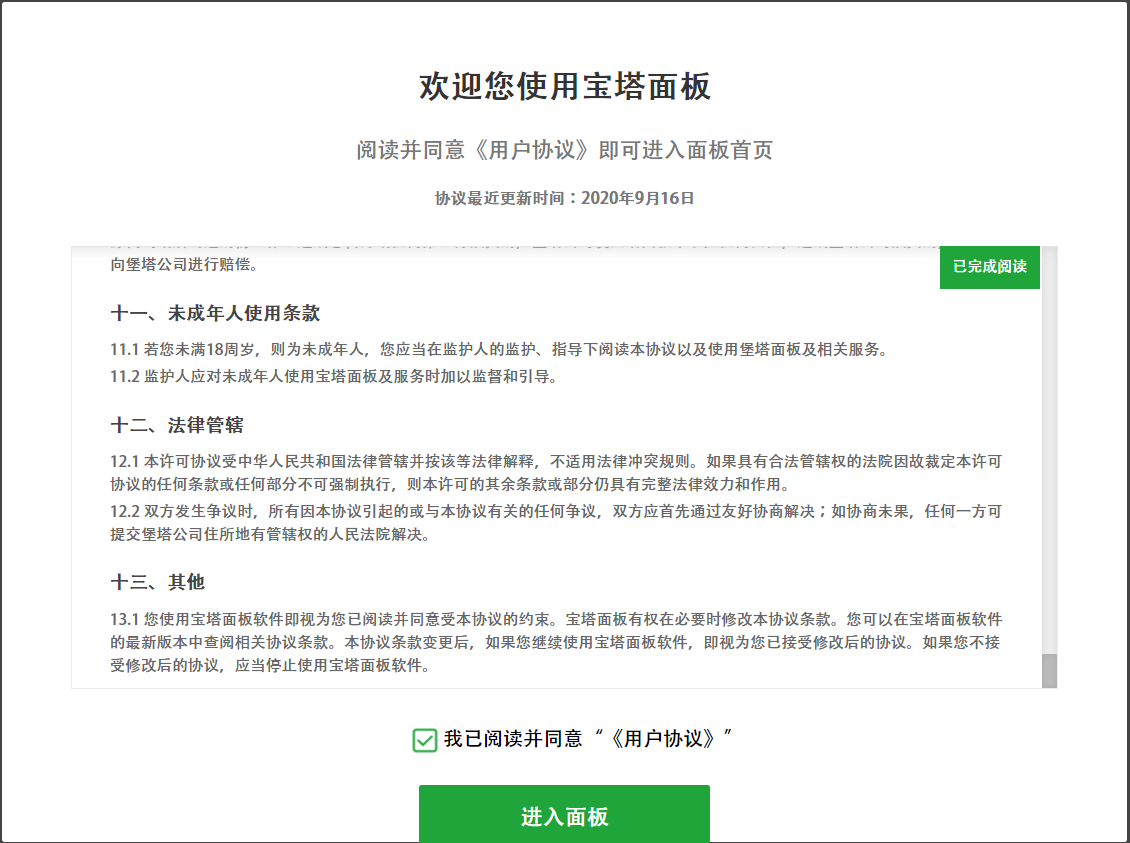 欢迎您使用宝塔面板
阅读并同意《用户协议》即可进入面板首页
协议最近更新时间：2020年9月16日
向堡塔公司进行赔偿。
已完成阅读
十一、未成年人使用条款
11.1 若您未满18周岁，则为未成年人，您应当在监护人的监护、指导下阅读本协议以及使用堡塔面板及相关服务。
11.2 监护人应对未成年人使用宝塔面板及服务时加以监督和引导。
十二、法律管辖
12.1 本许可协议受中华人民共和国法律管辖并按该等法律解释，不适用法律冲突规则。如果具有合法管辖权的法院因故裁定本许可
协议的任何条款或任何部分不可强制执行，则本许可的其余条款或部分仍具有完整法律效力和作用。
12.2 双方发生争议时，所有因本协议引起的或与本协议有关的任何争议，双方应首先通过友好协商解决；如协商未果，任何一方可
提交堡塔公司住所地有管辖权的人民法院解决。
十三、其他
13.1 您使用宝塔面板软件即视为您已阅读并同意受本协议的约束。宝塔面板有权在必要时修改本协议条款。您可以在宝塔面板软件
的最新版本中查阅相关协议条款。本协议条款变更后，如果您继续使用宝塔面板软件，即视为您已接受修改后的协议。如果您不接
受修改后的协议，应当停止使用宝塔面板软件。
我已阅读并同意“《用户协议》”
进入面板